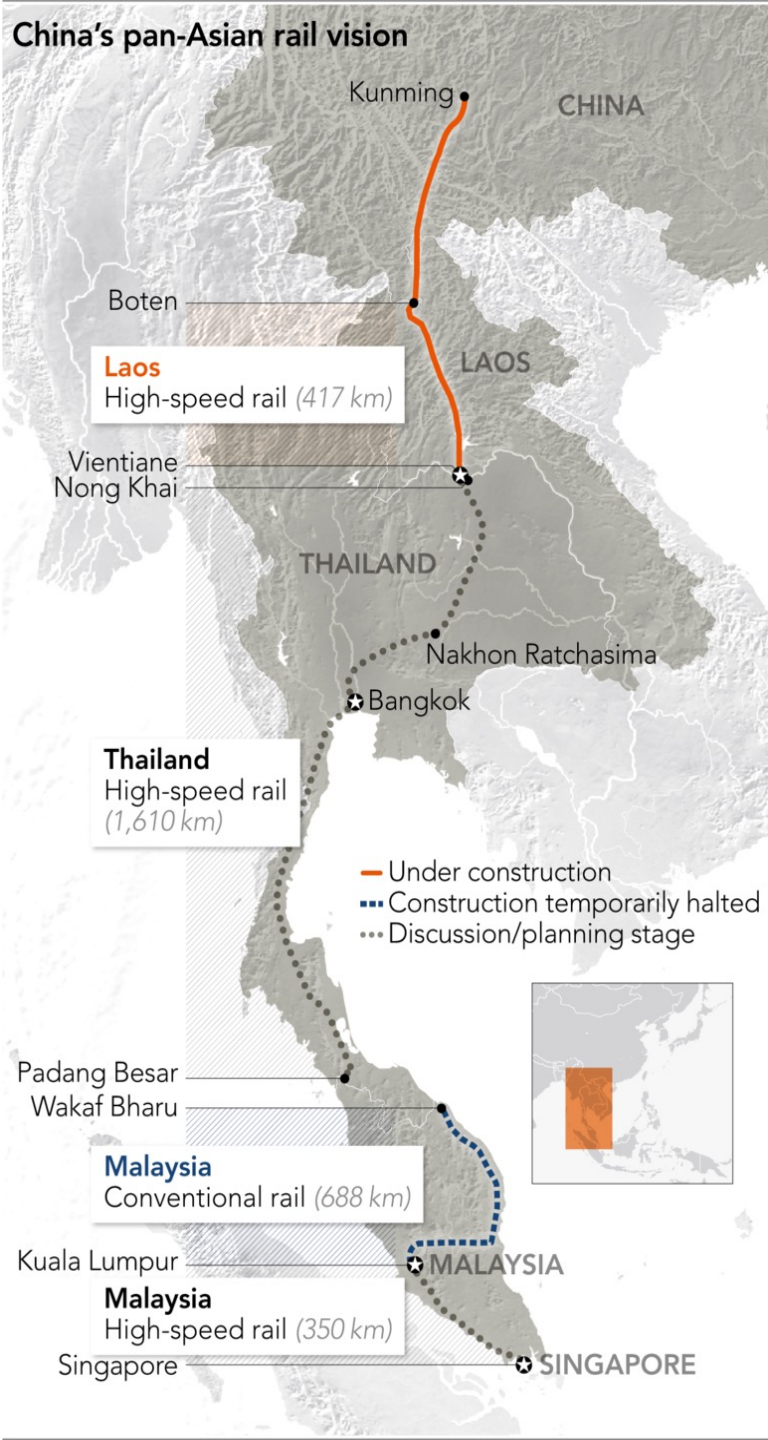 China's pan-Asian rail vision
Kunming
CHINA
Boten
Laos
High-speed rail (417 km)
LAOS
Vientiane
Nong Khai
THAILAND
Nakhon Ratchasima
Bangkok
Thailand
High-speed rail
(1,610 km)
Under construction
Construction temporarily halted
Discussion/planning stage
Padang Besar
Wakaf Bharu
Malaysia
Conventional rail (688 km)
Kuala Lumpur
MALAYSIA
Malaysia
High-speed rail (350 km)
Singapore
SINGAPORE